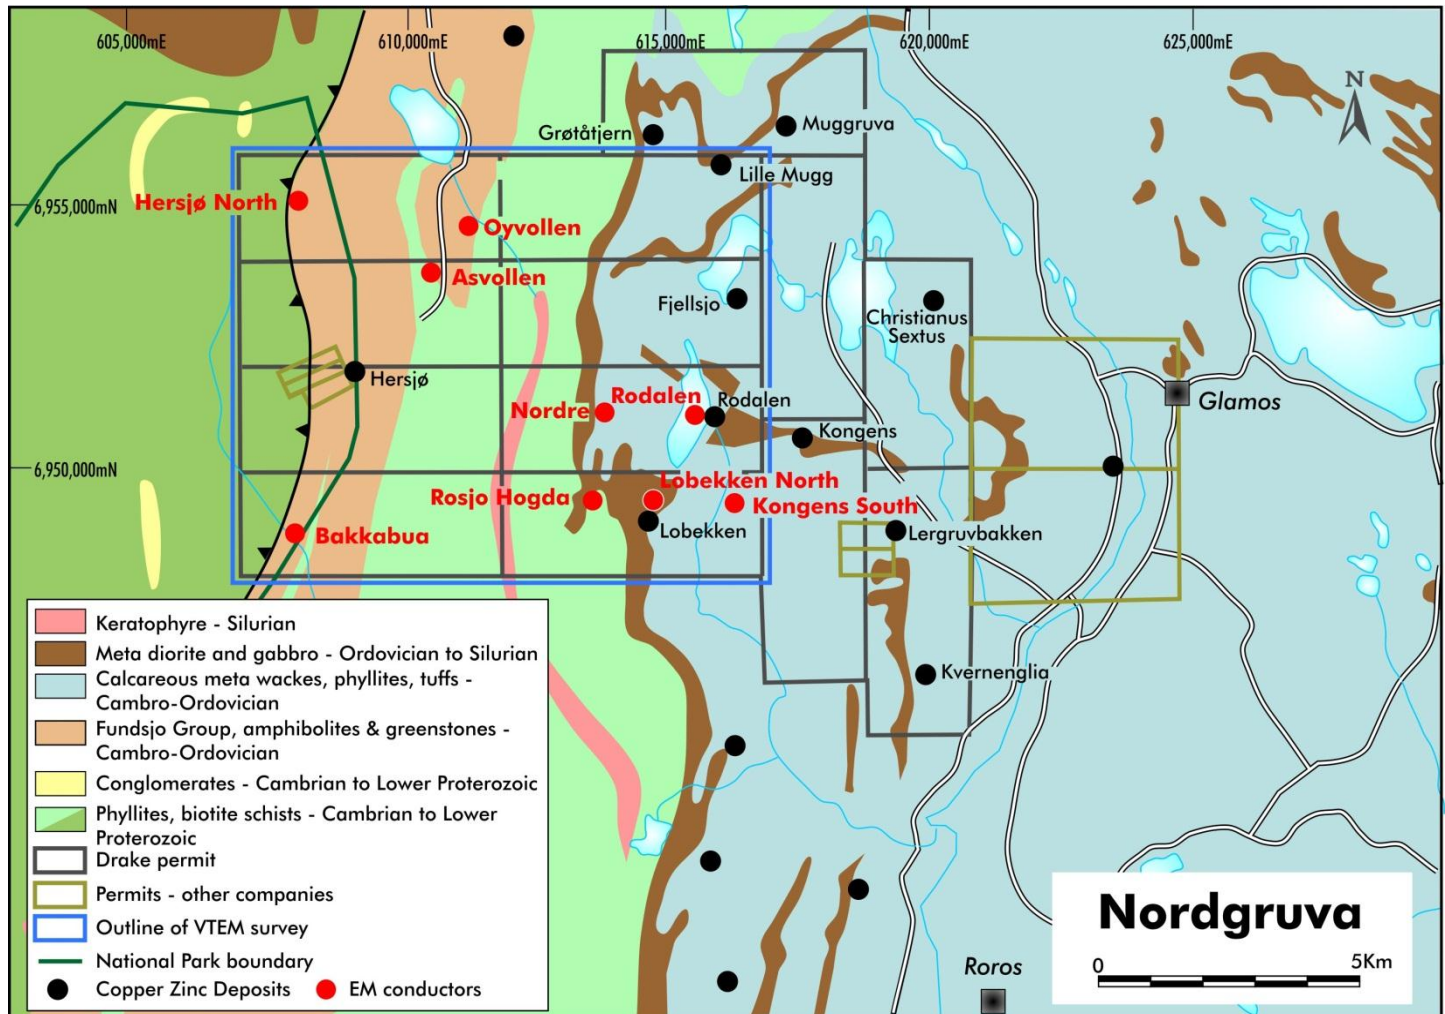 605,000mE
610,000mE
615,000mE
620,000mE
625,000mE
N
Grøtåtjern
Muggruva
Lille Mugg
6,955,000mN
Hersjø North
Oyvollen
Asvollen
Fjellsjo
Christianus
Sextus
Hersjø
Nordre
Rodalen
Rodalen
Glamos
Kongens
6,950,000mN
Rosjo Hogda
Lobekken North
Kongens South
Bakkabua
Lobekken
Lergruvbakken
Kvernenglia
Keratophyre - Silurian
Meta diorite and gabbro - Ordovician to Silurian
Calcareous meta wackes, phyllites, tuffs -
Cambro-Ordovician
Fundsjo Group, amphibolites & greenstones -
Cambro-Ordovician
Conglomerates - Cambrian to Lower Proterozoic
Phyllites, biotite schists - Cambrian to Lower
Proterozoic
Drake permit
Permits - other companies
Outline of VTEM survey
National Park boundary
Copper Zinc Deposits
EM conductors
Nordgruva
0
5Km
Roros